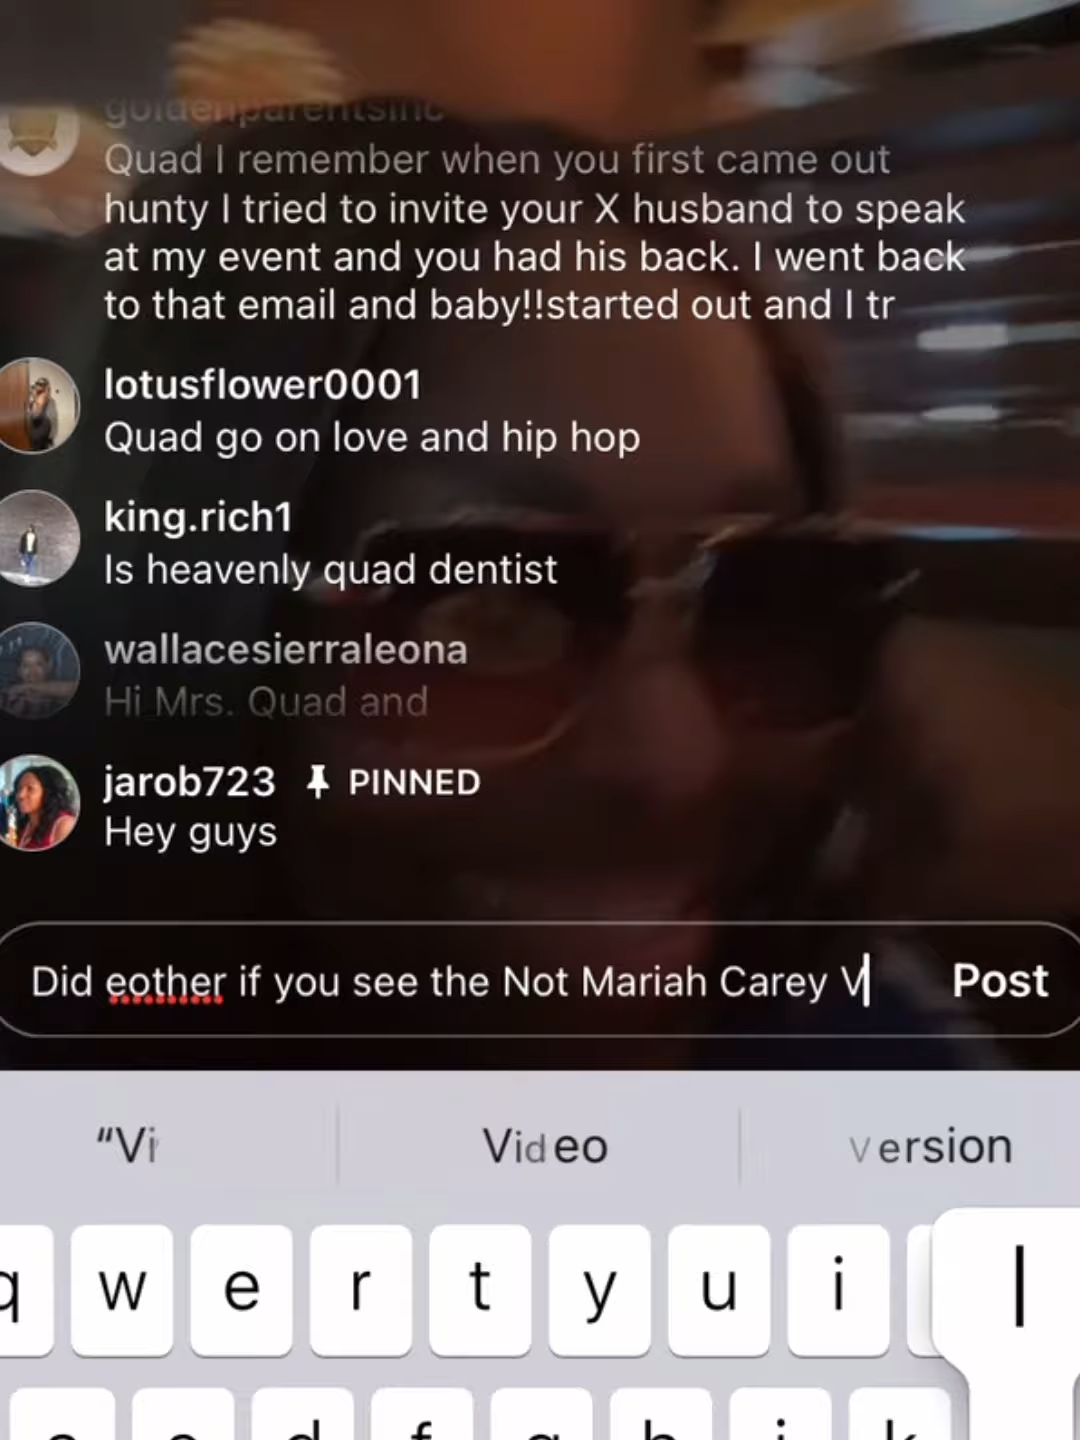 goldenparentsinc
Quad I remember when you first came out
hunty I tried to invite your X husband to speak
at my event and you had his back. I went back
to that email and baby!!started out and I tr
lotusflower0001
Quad go on love and hip hop
king.rich1
Is heavenly quad dentist
wallacesierraleona
Hi Mrs. Quad and
jarob723 PINNED
Hey guys
Did eother if you see the Not Mariah Carey V Post
“Vi Video Version
q w e r t y u i l